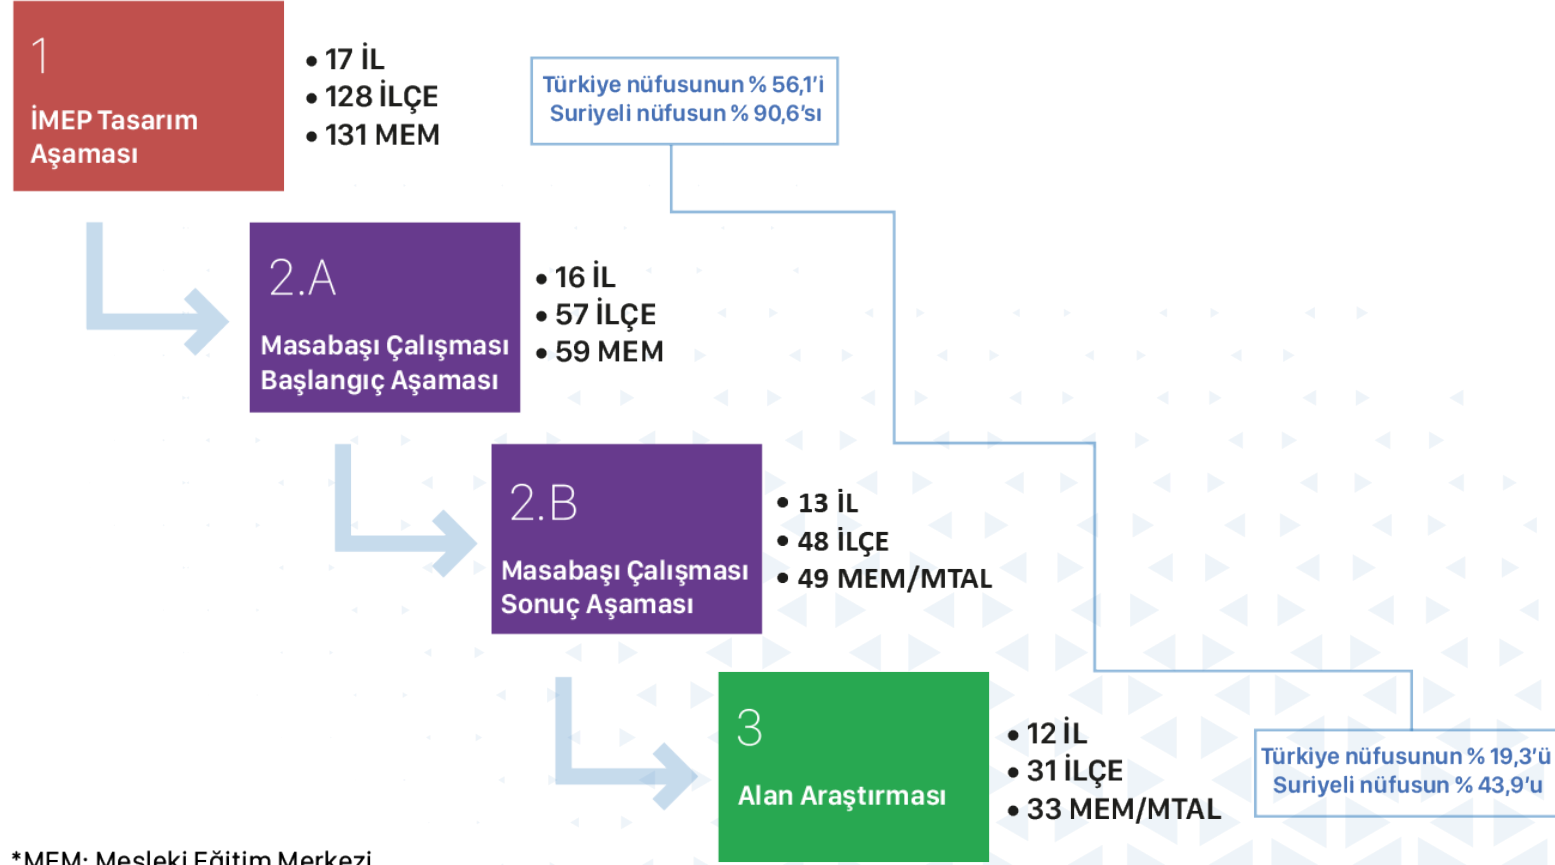 1
İMEP Tasarım
Aşaması
• 17 İL
• 128 İLÇE
• 131 MEM
Türkiye nüfusunun % 56,1’i
Suriyeli nüfusun % 90,6’sı
2.A
Masabaşı Çalışması
Başlangıç Aşaması
• 16 İL
• 57 İLÇE
• 59 MEM
2.B
Masabaşı Çalışması
Sonuç Aşaması
• 13 İL
• 48 İLÇE
• 49 MEM/MTAL
3
Alan Araştırması
• 12 İL
• 31 İLÇE
• 33 MEM/MTAL
Türkiye nüfusunun % 19,3’ü
Suriyeli nüfusun % 43,9’u
*MEM: Mesleki Eğitim Merkezi